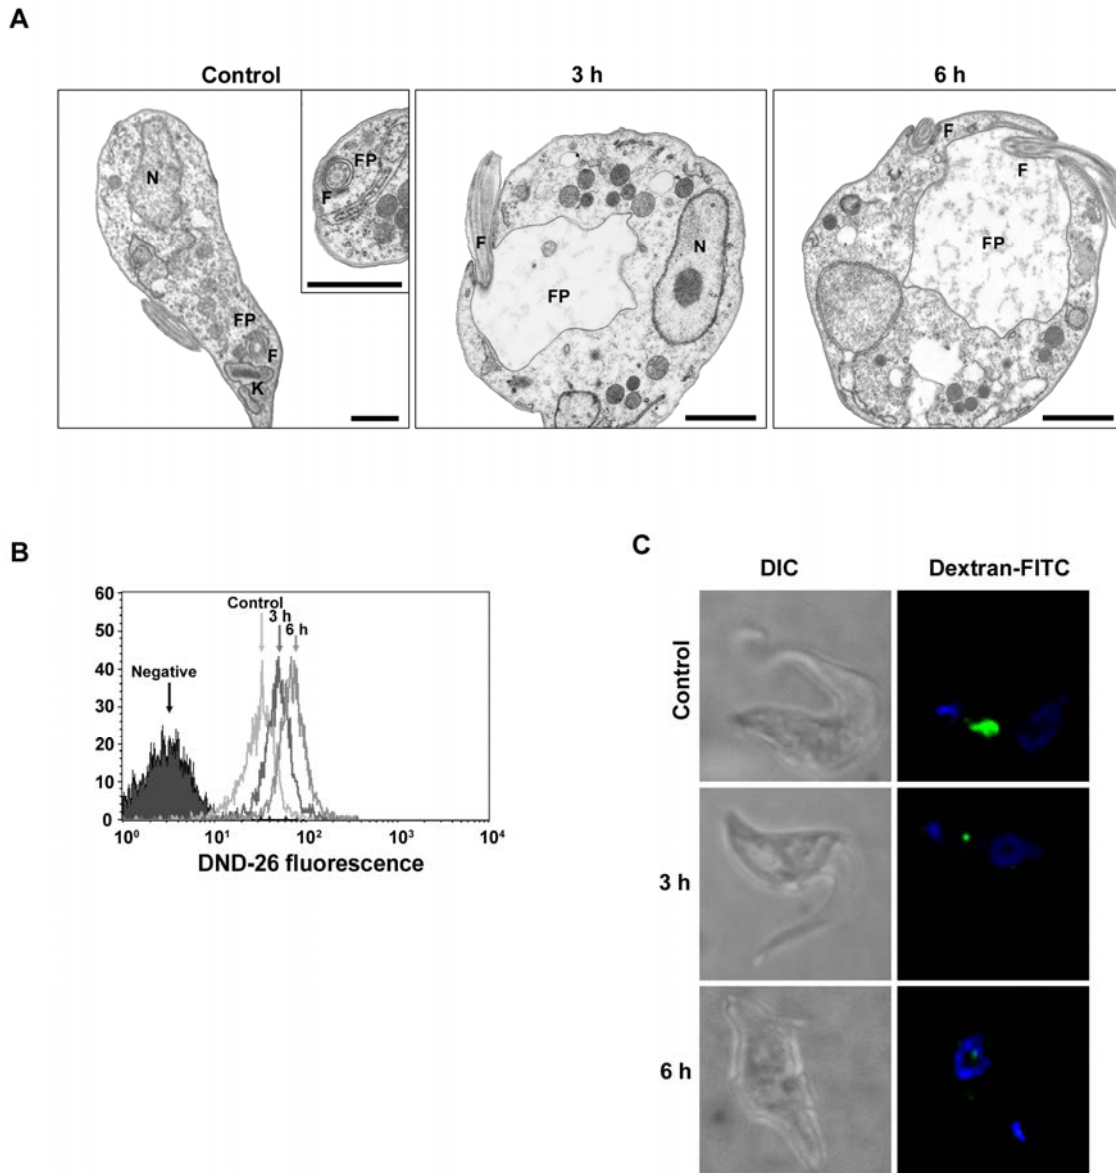 A
Control
3 h
6 h
N
FP
F
FP
F
K
F
N
FP
F
F
FP
B
60
50
40
30
20
10
0
Control
3 h
6 h
Negative
10⁰
10¹
10²
10³
10⁴
DND-26 fluorescence
C
DIC
Dextran-FITC
Control
3 h
6 h